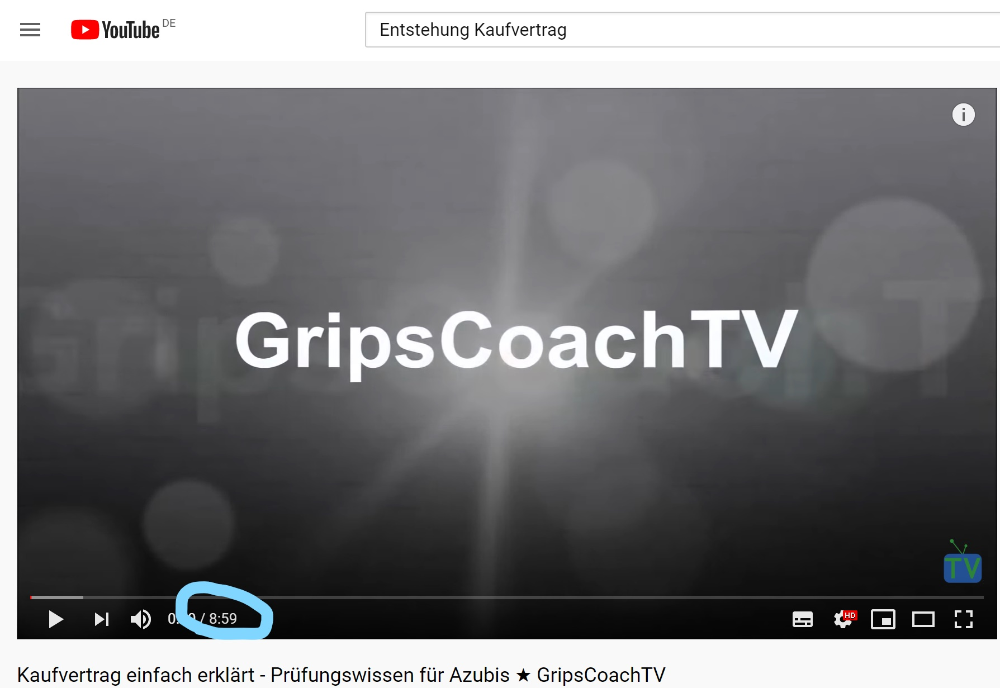 YouTube DE
Entstehung Kaufvertrag
i
GripsCoachTV
TV
/ 8:59
HD
Kaufvertrag einfach erklärt - Prüfungswissen für Azubis ★ GripsCoachTV